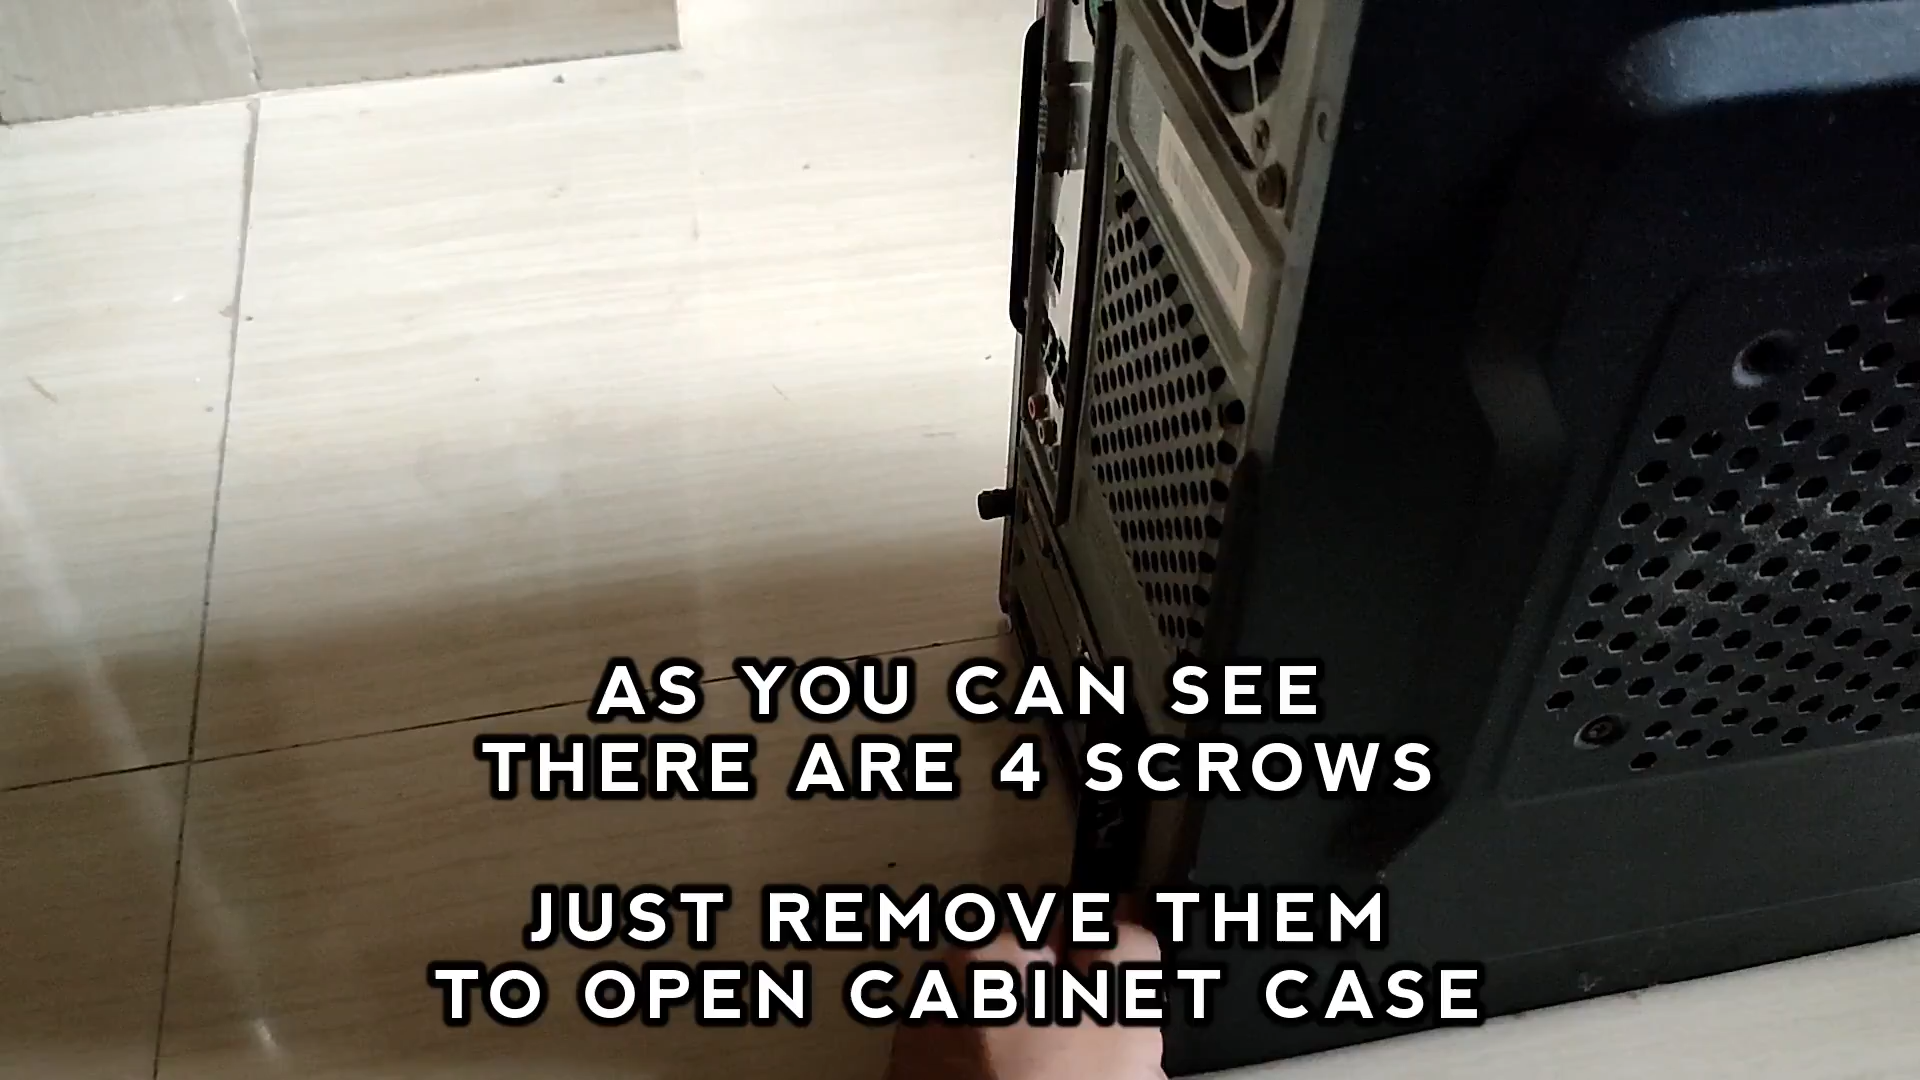 AS YOU CAN SEE
THERE ARE 4 SCROWS
JUST REMOVE THEM
TO OPEN CABINET CASE